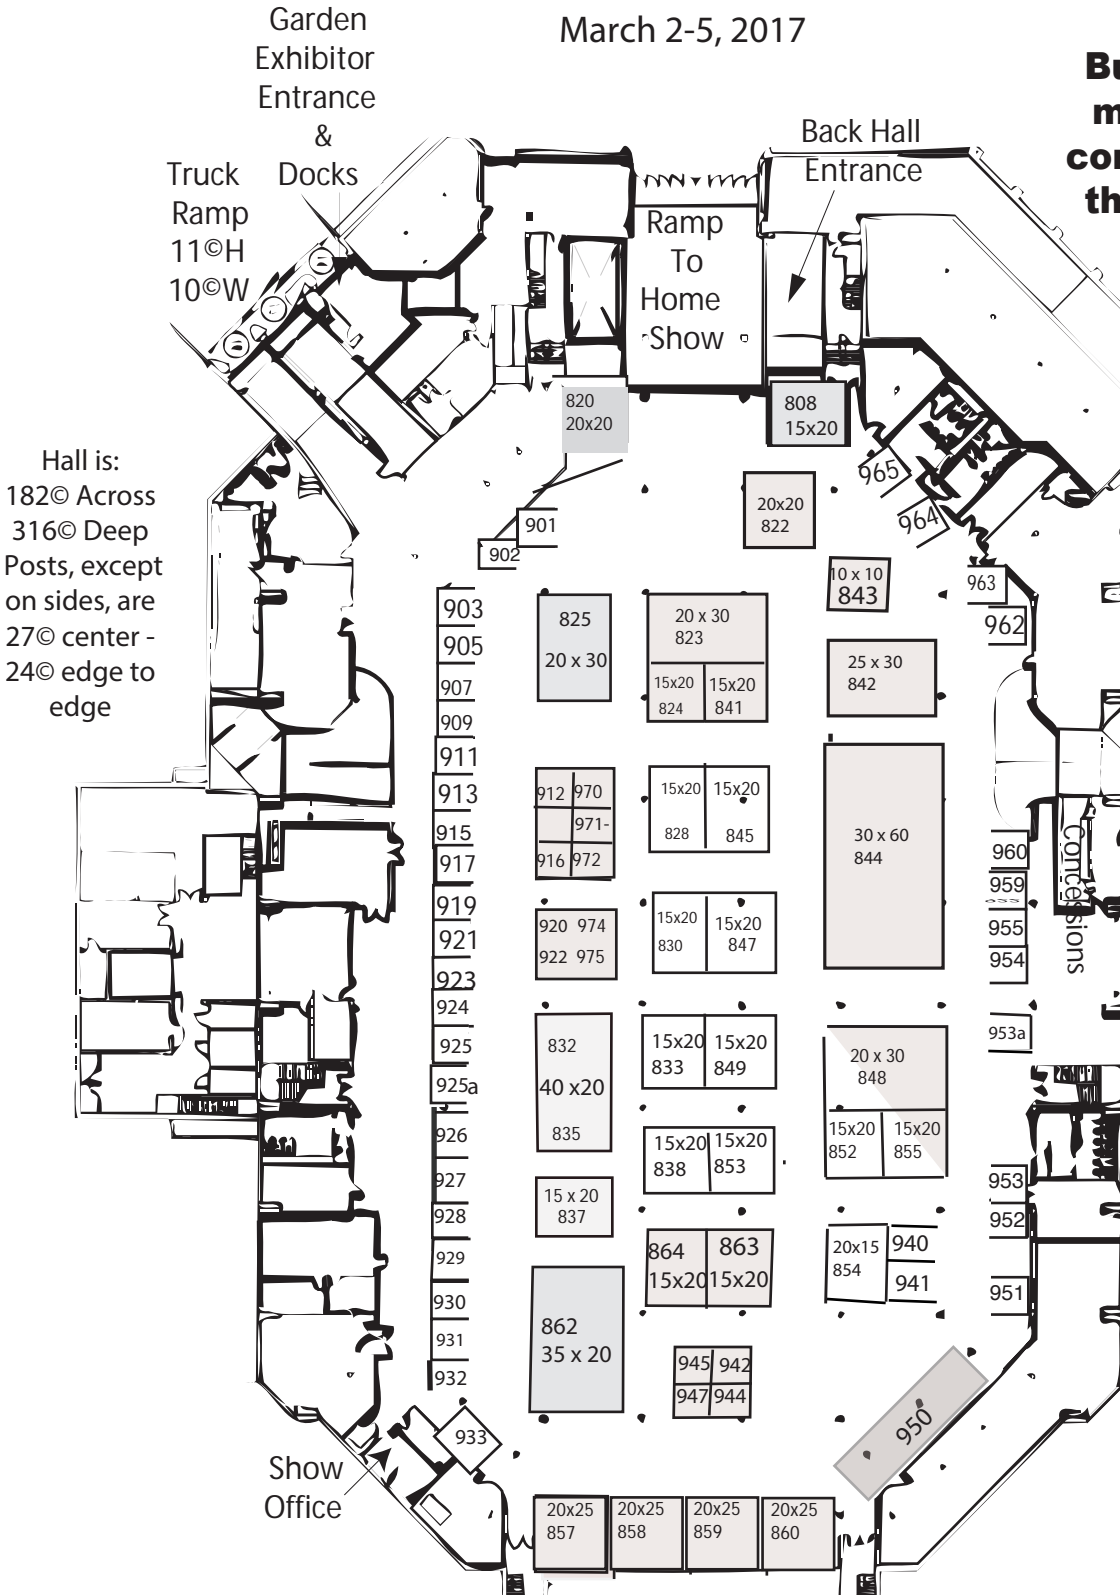 March 2-5, 2017
Garden
Exhibitor
Entrance
&
Docks
Truck
Ramp
11©H
10©W
Back Hall
Entrance
Ramp
To
Home
Show
Hall is:
182© Across
316© Deep
Posts, except
on sides, are
27© center -
24© edge to
edge
820
20x20
808
15x20
965
964
20x20
822
901
902
10 x 10
843
963
962
903
905
907
909
911
913
915
917
919
921
923
924
925
925a
926
927
928
929
930
931
932
933
825
20 x 30
20 x 30
823
15x20
824
15x20
841
25 x 30
842
912 970
971-
916 972
15x20
828
15x20
845
30 x 60
844
920 974
922 975
15x20
830
15x20
847
960
959
955
954
953a
Concessions
832
40 x20
835
15x20
833
15x20
849
20 x 30
848
15x20
852
15x20
855
15x20
838
15x20
853
15 x 20
837
953
952
951
864
15x20
863
15x20
20x15
854
940
941
862
35 x 20
945 942
947 944
950
Show
Office
20x25
857
20x25
858
20x25
859
20x25
860